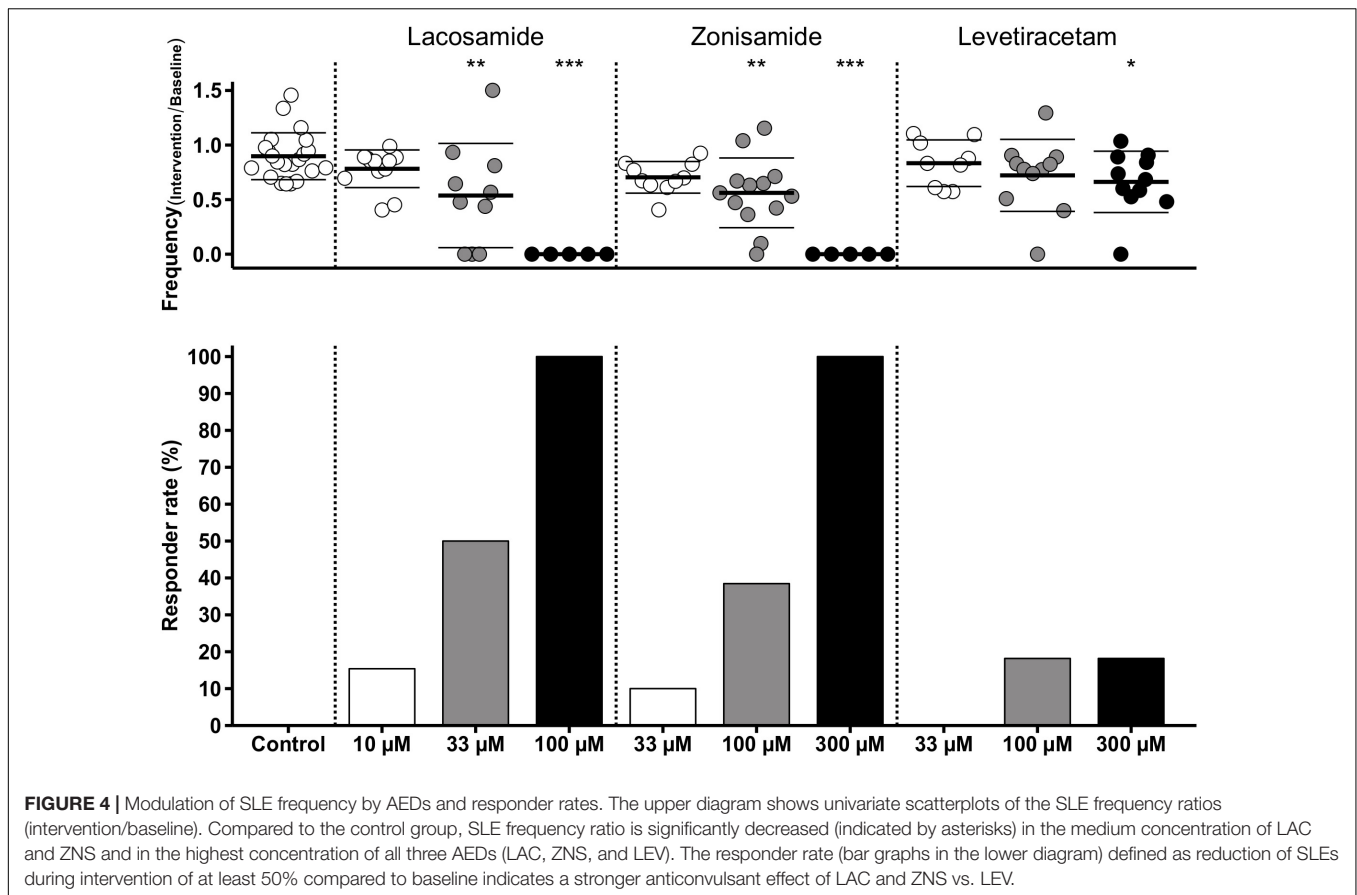 Lacosamide Zonisamide Levetiracetam
** *** ** *** *
Frequency(Intervention/Baseline)
1.5
1.0
0.5
0.0
Responder rate (%)
100
90
80
70
60
50
40
30
20
10
0
Control 10 µM 33 µM 100 µM 33 µM 100 µM 300 µM 33 µM 100 µM 300 µM
FIGURE 4 | Modulation of SLE frequency by AEDs and responder rates. The upper diagram shows univariate scatterplots of the SLE frequency ratios
(intervention/baseline). Compared to the control group, SLE frequency ratio is significantly decreased (indicated by asterisks) in the medium concentration of LAC
and ZNS and in the highest concentration of all three AEDs (LAC, ZNS, and LEV). The responder rate (bar graphs in the lower diagram) defined as reduction of SLEs
during intervention of at least 50% compared to baseline indicates a stronger anticonvulsant effect of LAC and ZNS vs. LEV.